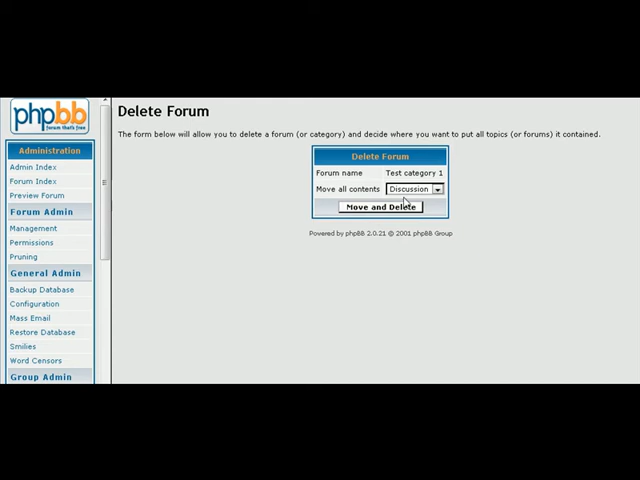 phpBB
forum that's free
Administration
Admin Index
Forum Index
Preview Forum
Forum Admin
Management
Permissions
Pruning
General Admin
Backup Database
Configuration
Mass Email
Restore Database
Smilies
Word Censors
Group Admin
Delete Forum
The form below will allow you to delete a forum (or category) and decide where you want to put all topics (or forums) it contained.
Delete Forum
Forum name Test category 1
Move all contents Discussion
Move and Delete
Powered by phpBB 2.0.21 © 2001 phpBB Group